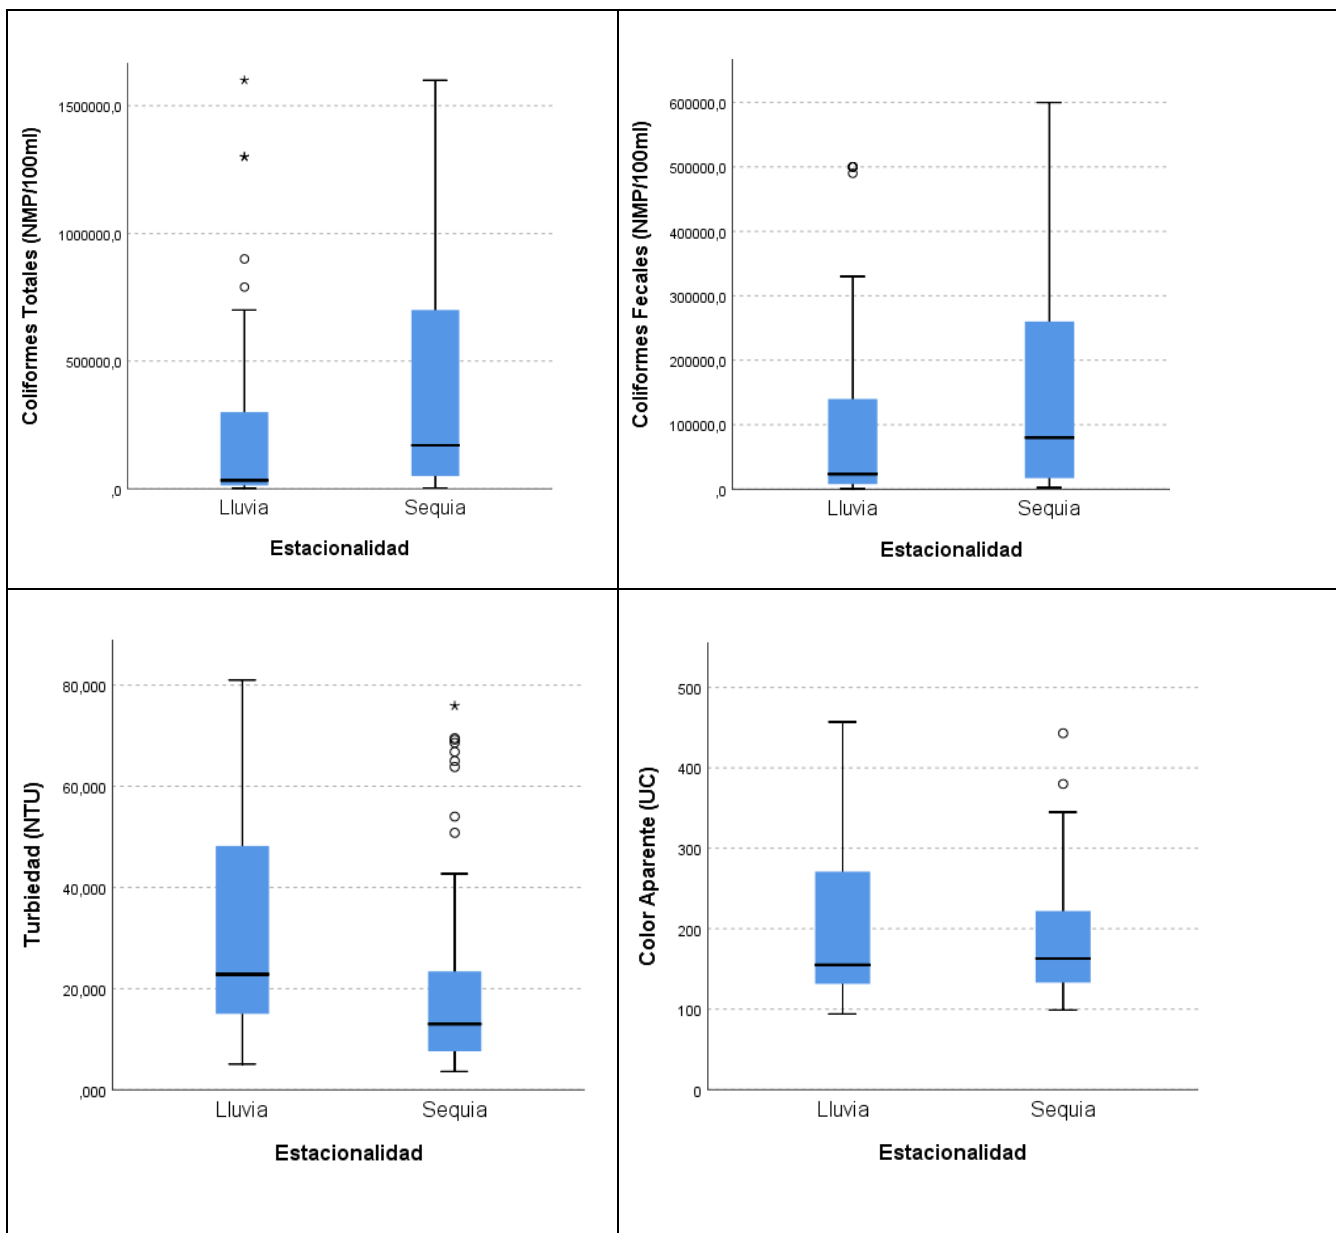 Coliformes Totales (NMP/100ml)
1500000,0
1000000,0
500000,0
,0
Lluvia
Sequia
Estacionalidad
Coliformes Fecales (NMP/100ml)
600000,0
500000,0
400000,0
300000,0
200000,0
100000,0
,0
Lluvia
Sequia
Estacionalidad
Turbiedad (NTU)
80,000
60,000
40,000
20,000
,000
Lluvia
Sequia
Estacionalidad
Color Aparente (UC)
500
400
300
200
100
0
Lluvia
Sequia
Estacionalidad